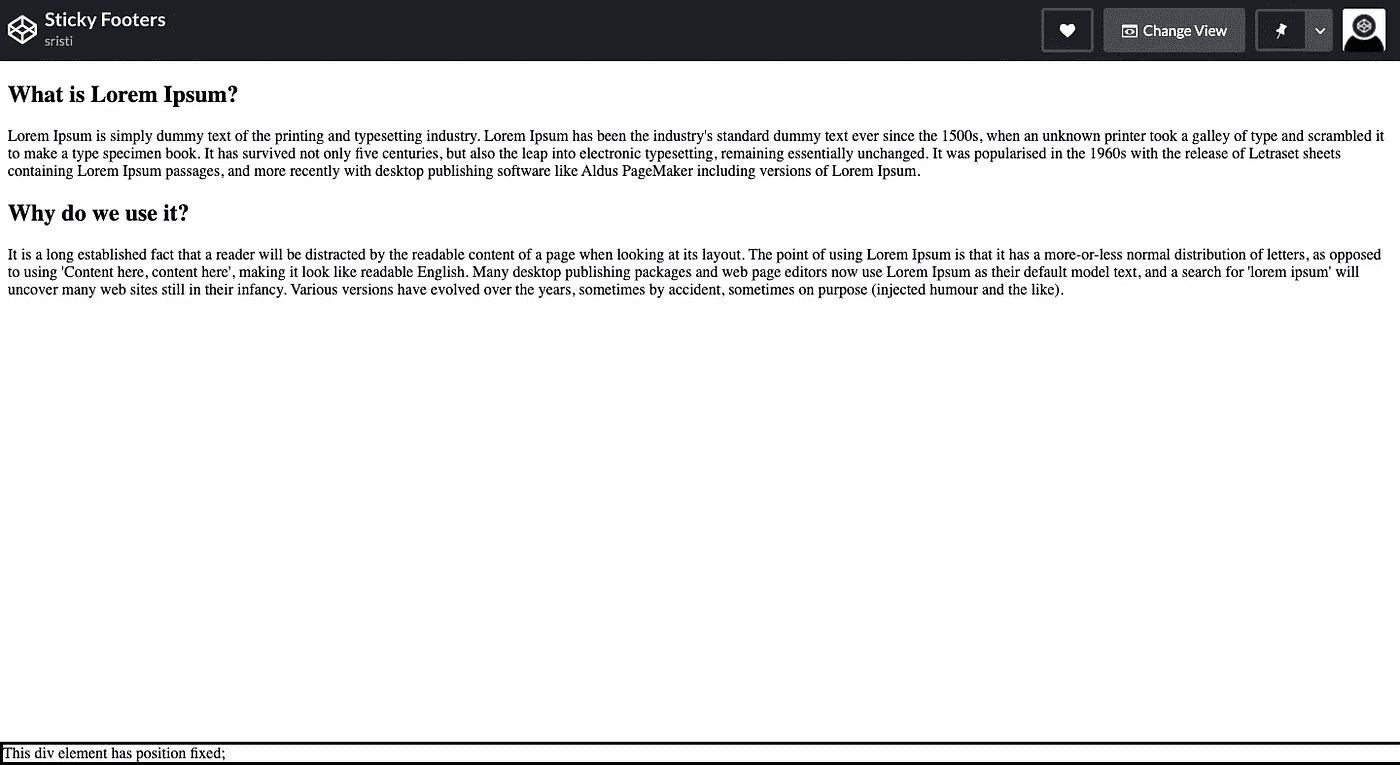 Sticky Footers
sristi
Change View
What is Lorem Ipsum?
Lorem Ipsum is simply dummy text of the printing and typesetting industry. Lorem Ipsum has been the industry's standard dummy text ever since the 1500s, when an unknown printer took a galley of type and scrambled it
to make a type specimen book. It has survived not only five centuries, but also the leap into electronic typesetting, remaining essentially unchanged. It was popularised in the 1960s with the release of Letraset sheets
containing Lorem Ipsum passages, and more recently with desktop publishing software like Aldus PageMaker including versions of Lorem Ipsum.
Why do we use it?
It is a long established fact that a reader will be distracted by the readable content of a page when looking at its layout. The point of using Lorem Ipsum is that it has a more-or-less normal distribution of letters, as opposed
to using 'Content here, content here', making it look like readable English. Many desktop publishing packages and web page editors now use Lorem Ipsum as their default model text, and a search for 'lorem ipsum' will
uncover many web sites still in their infancy. Various versions have evolved over the years, sometimes by accident, sometimes on purpose (injected humour and the like).
This div element has position fixed;